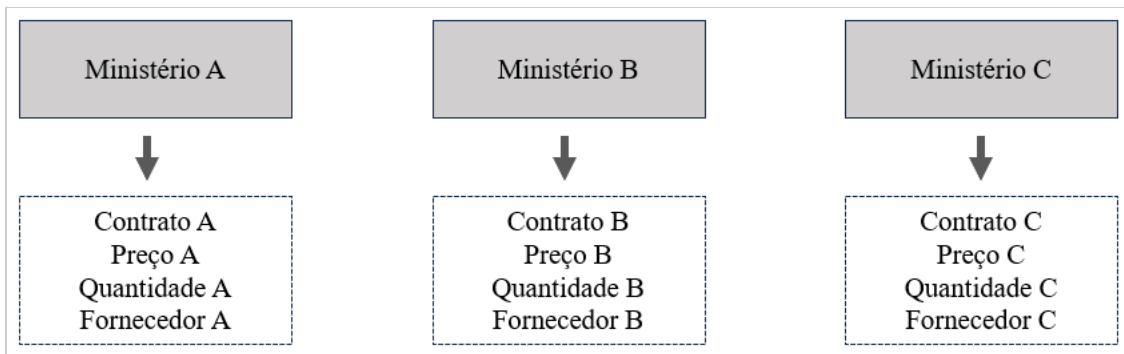 Ministério A
Ministério B
Ministério C
Contrato A
Preço A
Quantidade A
Fornecedor A
Contrato B
Preço B
Quantidade B
Fornecedor B
Contrato C
Preço C
Quantidade C
Fornecedor C